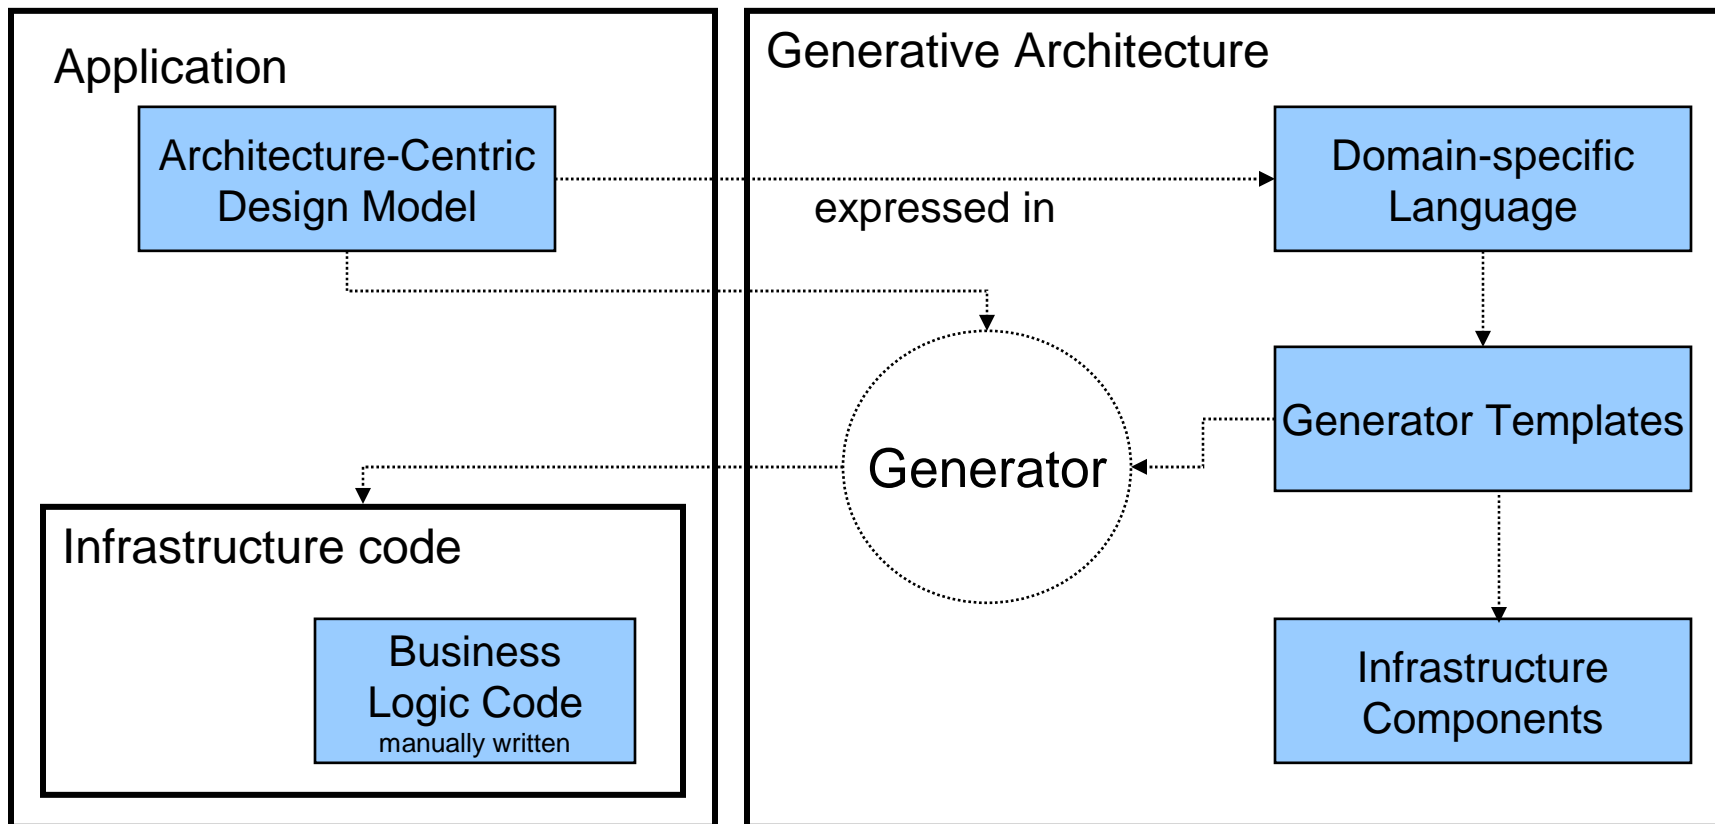 Application
Generative Architecture
Architecture-Centric
Design Model
expressed in
Domain-specific
Language
Generator Templates
Generator
Infrastructure code
Business
Logic Code
manually written
Infrastructure
Components